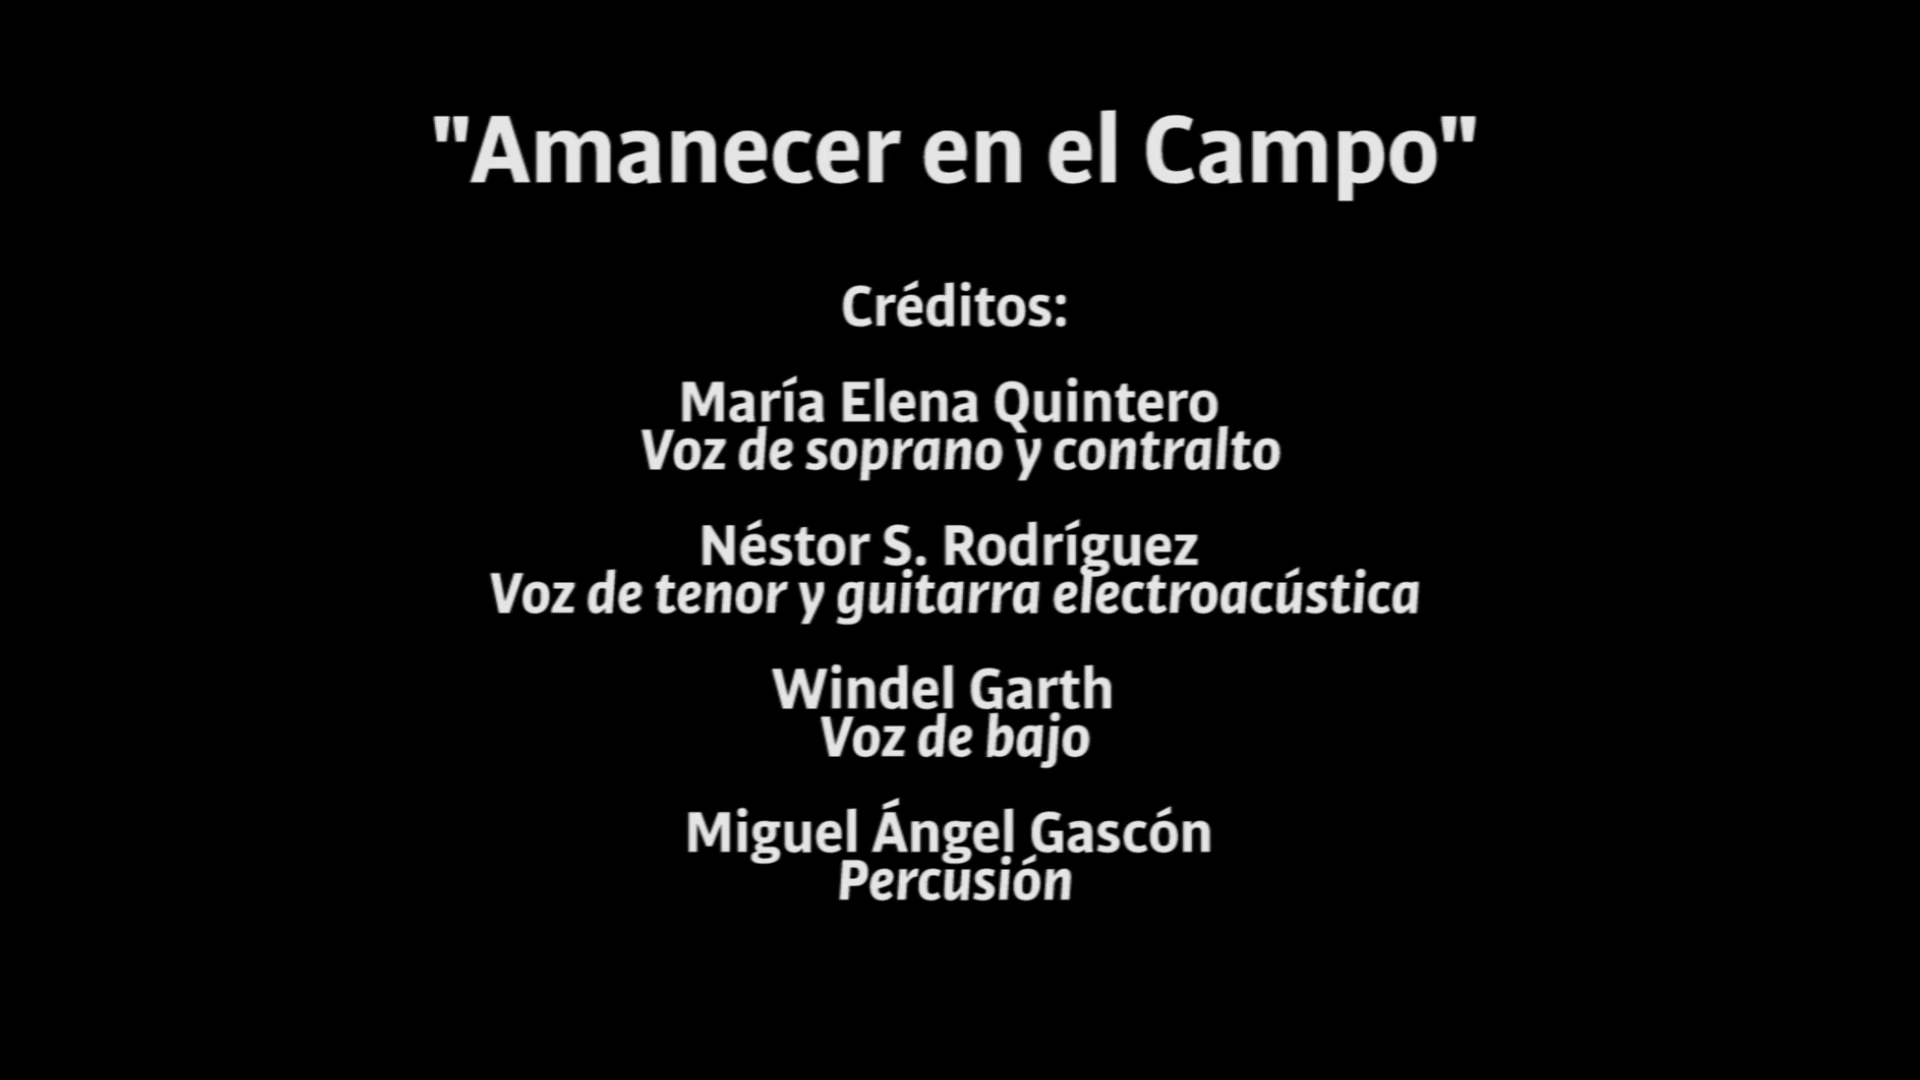 "Amanecer en el Campo"
Créditos:
María Elena Quintero
Voz de soprano y contralto
Néstor S. Rodríguez
Voz de tenor y guitarra electroacústica
Windel Garth
Voz de bajo
Miguel Ángel Gascón
Percusión